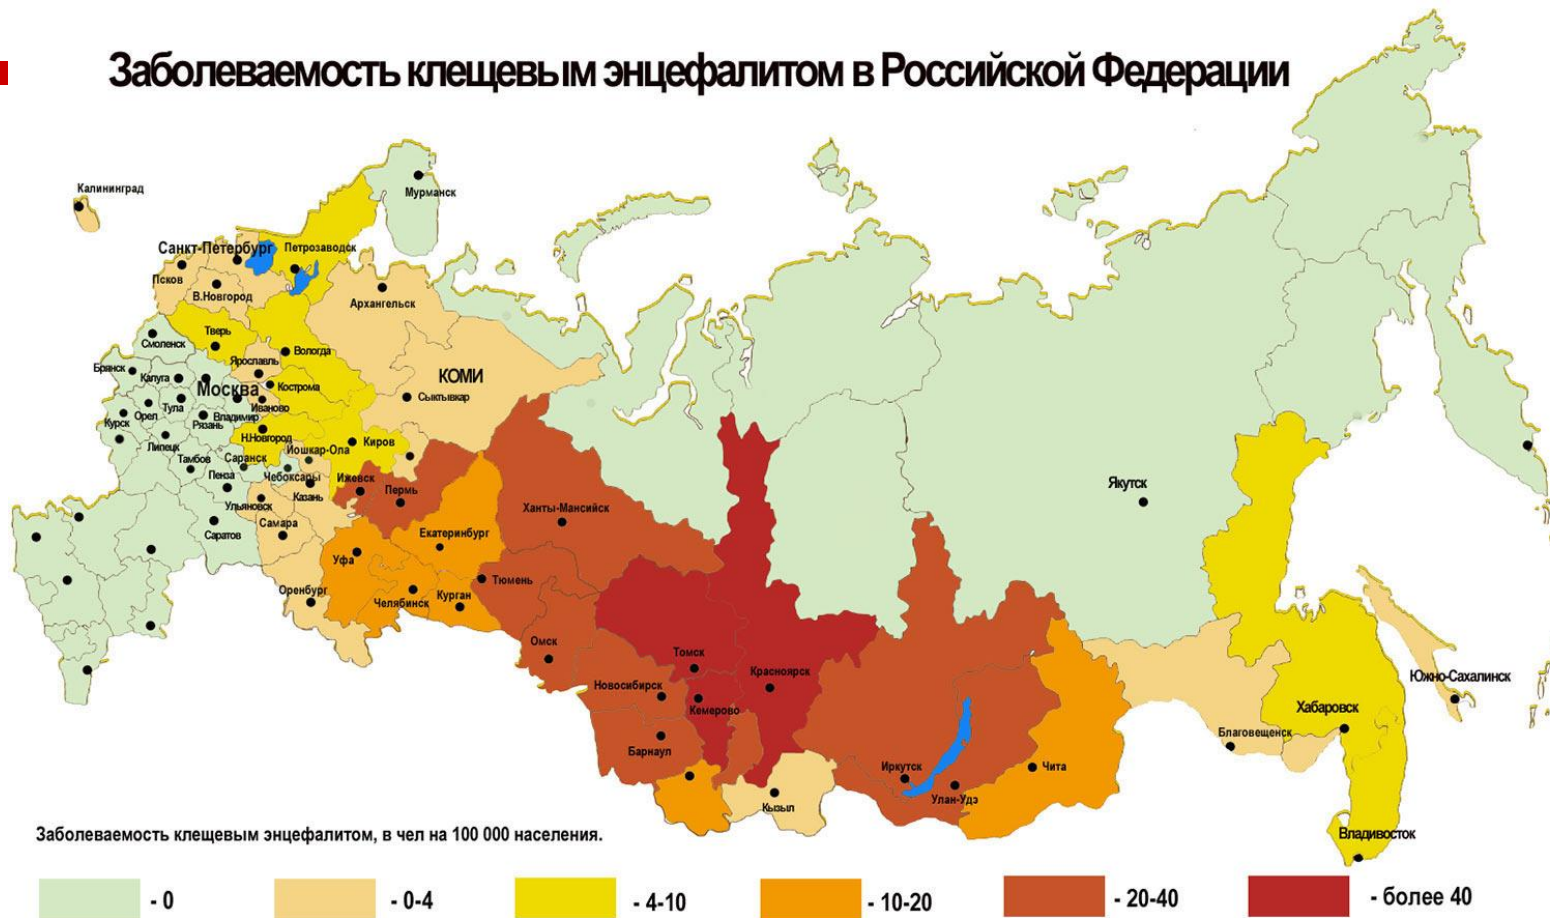 Заболеваемость клещевым энцефалитом в Российской Федерации
Калининград
Мурманск
Санкт-Петербург
Петрозаводск
Псков
В.Новгород
Архангельск
Тверь
Смоленск
Вологда
Ярославль
Брянск
Калуга
КОМИ
Москва
Кострома
Сыктывкар
Иваново
Орел
Тула
Владимир
Курск
Рязань
Н.Новгород
Киров
Липецк
Йошкар-Ола
Тамбов
Саранск
Чебоксары
Ижевск
Пенза
Пермь
Казань
Якутск
Ульяновск
Ханты-Мансийск
Самара
Саратов
Екатеринбург
Уфа
Тюмень
Оренбург
Челябинск
Курган
Омск
Томск
Красноярск
Южно-Сахалинск
Новосибирск
Кемерово
Хабаровск
Благовещенск
Барнаул
Иркутск
Чита
Улан-Удэ
Кызыл
Владивосток
Заболеваемость клещевым энцефалитом, в чел на 100 000 населения.
- 0
- 0-4
- 4-10
- 10-20
- 20-40
- более 40